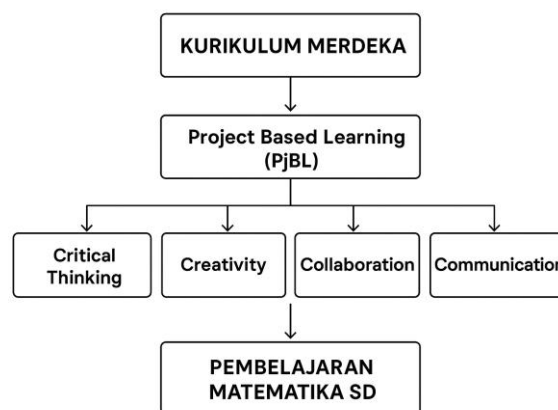 KURIKULUM MERDEKA
Project Based Learning
(PjBL)
Critical
Thinking
Creativity
Collaboration
Communication
PEMBELAJARAN
MATEMATIKA SD